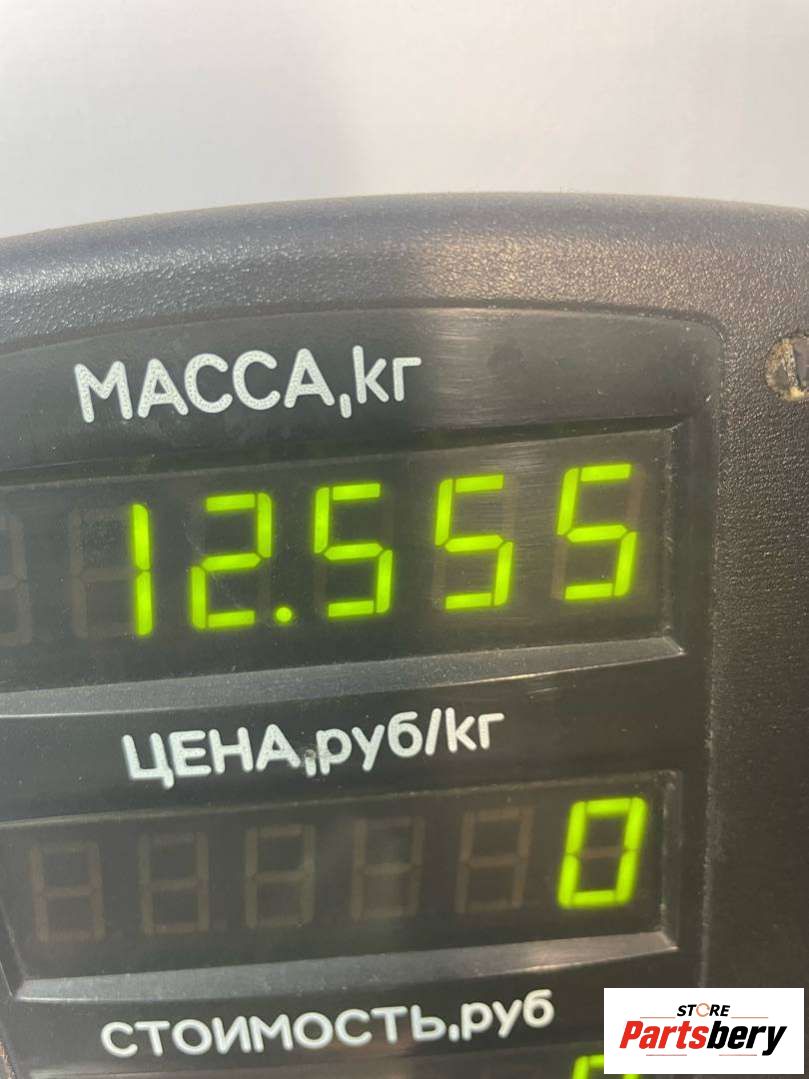 МАССА,кг
12.555
ЦЕНА,руб/кг
0
СТОИМОСТЬ,руб
STORE
Partsbery